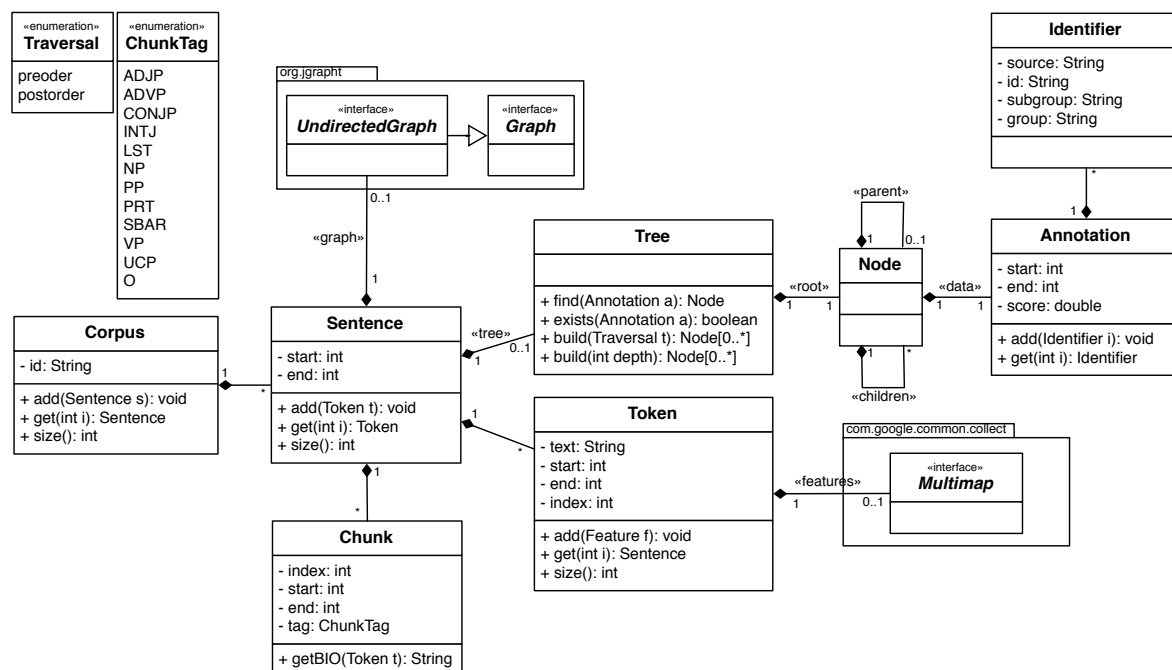 «enumeration»
Traversal
preoder
postorder
«enumeration»
ChunkTag
ADJP
ADVP
CONJP
INTJ
LST
NP
PP
PRT
SBAR
VP
UCP
O
org.jgrapht
«interface»
UndirectedGraph
«interface»
Graph
0..1
«graph»
1
Identifier
- source: String
- id: String
- subgroup: String
- group: String
*
1
Annotation
- start: int
- end: int
- score: double
+ add(Identifier i): void
+ get(int i): Identifier
«parent»
1
0..1
Node
«data»
1
1
1
*
«children»
Tree
+ find(Annotation a): Node
+ exists(Annotation a): boolean
+ build(Traversal t): Node[0..*]
+ build(int depth): Node[0..*]
«root»
1
1
Corpus
- id: String
+ add(Sentence s): void
+ get(int i): Sentence
+ size(): int
1
*
Sentence
- start: int
- end: int
+ add(Token t): void
+ get(int i): Token
+ size(): int
«tree»
1
0..1
1
*
1
*
Token
- text: String
- start: int
- end: int
- index: int
+ add(Feature f): void
+ get(int i): Sentence
+ size(): int
«features»
1
0..1
com.google.common.collect
«interface»
Multimap
Chunk
- index: int
- start: int
- end: int
- tag: ChunkTag
+ getBIO(Token t): String